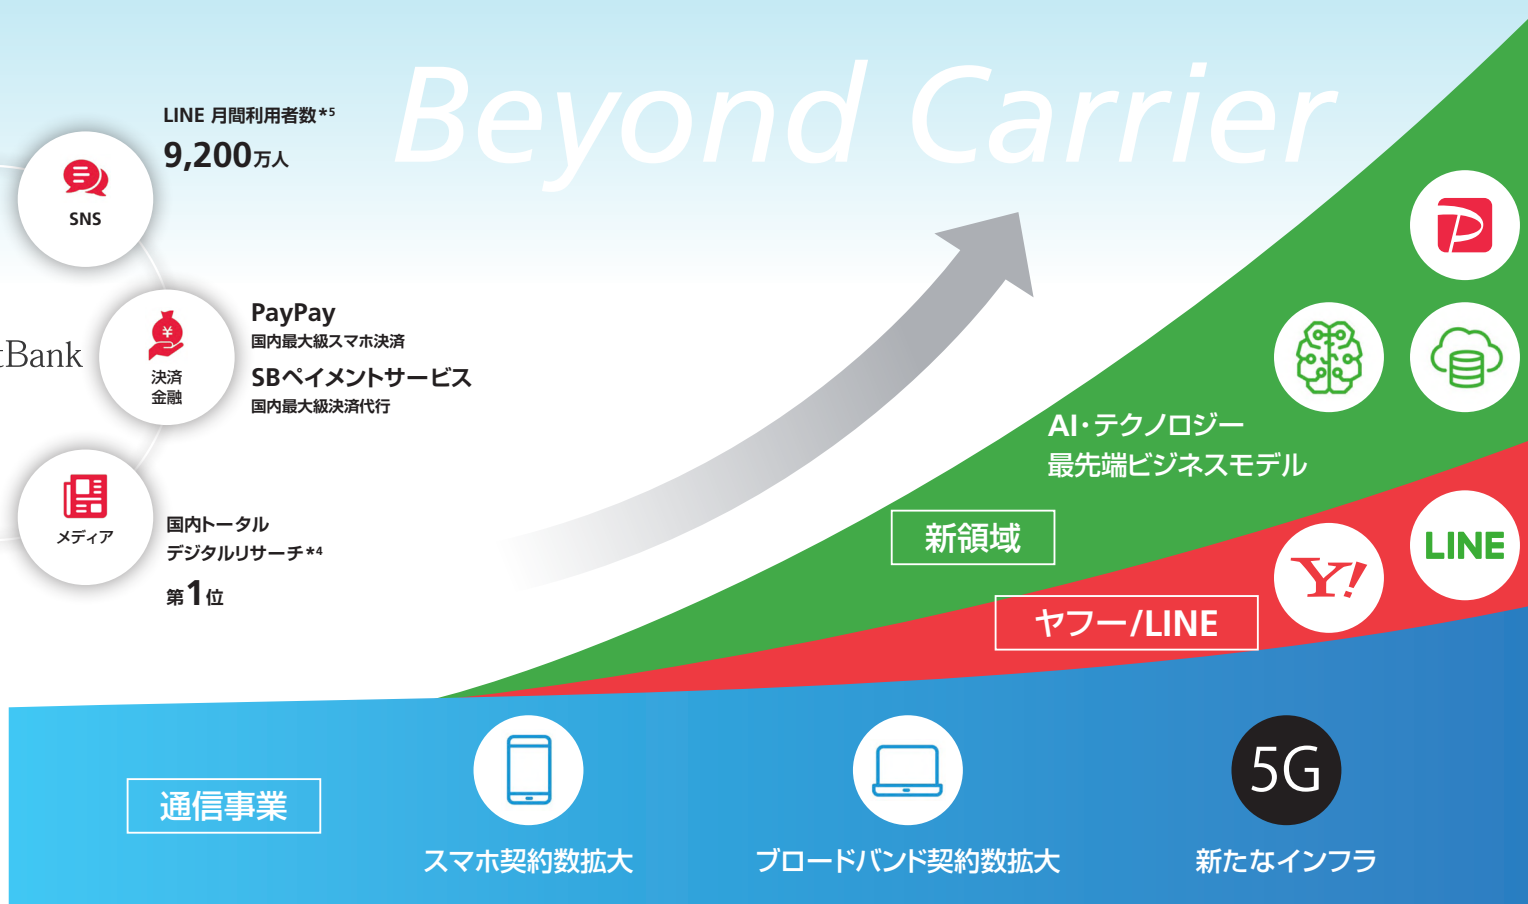 Beyond Carrier
LINE 月間利用者数*5
9,200万人
SNS
PayPay
国内最大級スマホ決済
SBペイメントサービス
国内最大級決済代行
tBank
¥
決済
金融
メディア
国内トータル
デジタルリサーチ*4
第1位
AI・テクノロジー
最先端ビジネスモデル
新領域
ヤフー/LINE
Y!
LINE
通信事業
スマホ契約数拡大
ブロードバンド契約数拡大
5G
新たなインフラ